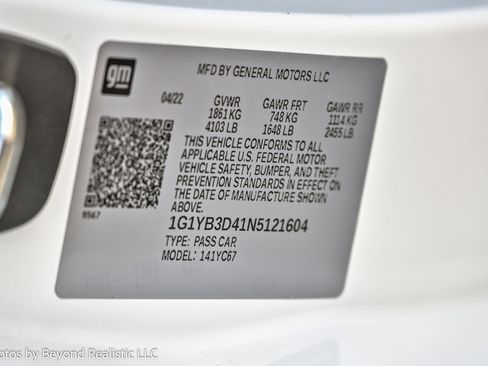 gm
MFD BY GENERAL MOTORS LLC
04/22 GVWR GAWR FRT GAWR RR
1861 KG 748 KG 1114 KG
4103 LB 1648 LB 2455 LB
THIS VEHICLE CONFORMS TO ALL
APPLICABLE U.S. FEDERAL MOTOR
VEHICLE SAFETY, BUMPER, AND THEFT
PREVENTION STANDARDS IN EFFECT ON
THE DATE OF MANUFACTURE SHOWN
ABOVE.
9567
1G1YB3D41N5121604
TYPE: PASS CAR
MODEL: 141YC67
otos by Beyond Realistic LLC